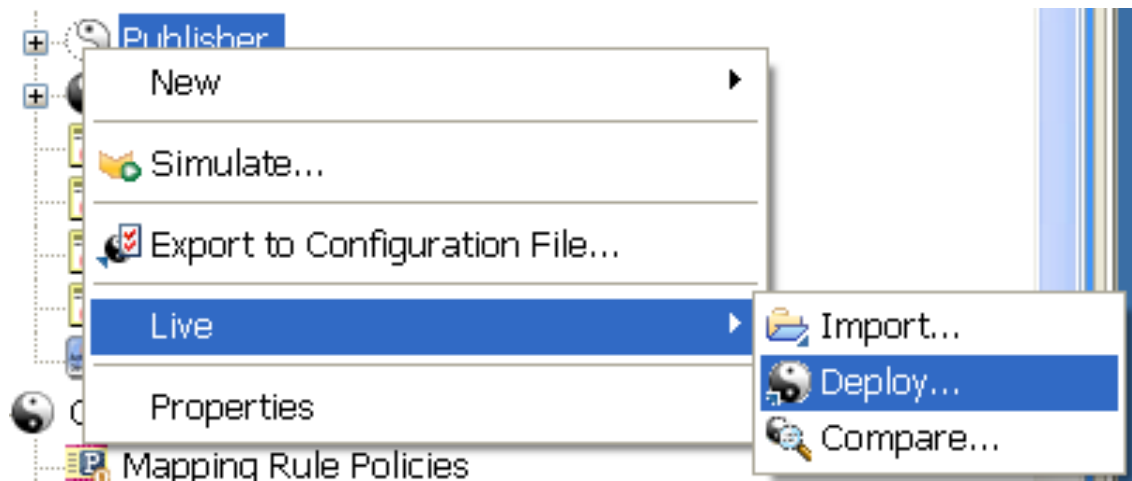 Publisher
New
Simulate...
Export to Configuration File...
Live
Import...
Deploy...
Compare...
Properties
Mapping Rule Policies